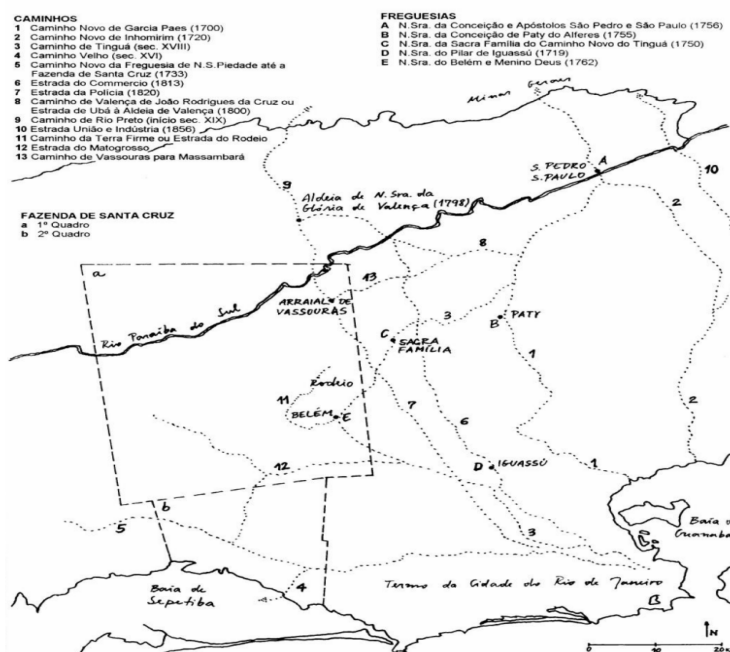 CAMINHOS
1 Caminho Novo de Garcia Paes (1700)
2 Caminho Novo de Inhomirim (1720)
3 Caminho de Tinguá (sec. XVIII)
4 Caminho Velho (sec. XVI)
5 Caminho Novo da Freguesia de N.S.Piedade até a
Fazenda de Santa Cruz (1733)
6 Estrada do Commercio (1813)
7 Estrada da Polícia (1820)
8 Caminho de Valença de João Rodrigues da Cruz ou
Estrada de Ubá à Aldeia de Valença (1800)
9 Caminho de Rio Preto (início sec. XIX)
10 Estrada União e Indústria (1856)
11 Caminho da Terra Firme ou Estrada do Rodeio
12 Estrada do Matogrosso
13 Caminho de Vassouras para Massambará
FREGUESIAS
A N.Sra. da Conceição e Apóstolos São Pedro e São Paulo (1756)
B N.Sra. da Conceição de Paty do Alferes (1755)
C N.Sra. da Sacra Família do Caminho Novo do Tinguá (1750)
D N.Sra. do Pilar de Iguassú (1719)
E N.Sra. do Belém e Menino Deus (1762)
FAZENDA DE SANTA CRUZ
a 1º Quadro
b 2º Quadro
Minas Gerais
S. PEDRO A
S. PAULO
10
2
9
Aldeia de N.Sra. da
Glória de Valença (1798)
8
a
13
ARRAIAL DE
VASSOURAS
Rio Paraíba do Sul
3
B PATY
C
SACRA
FAMÍLIA
1
Rodeio
11
7
2
BELÉM E
6
12
D IGUASSÚ
1
b
5
3
Baía de
Guanabara
4
Baía de
Sepetiba
Termo da Cidade do Rio de Janeiro
N
0 10 20